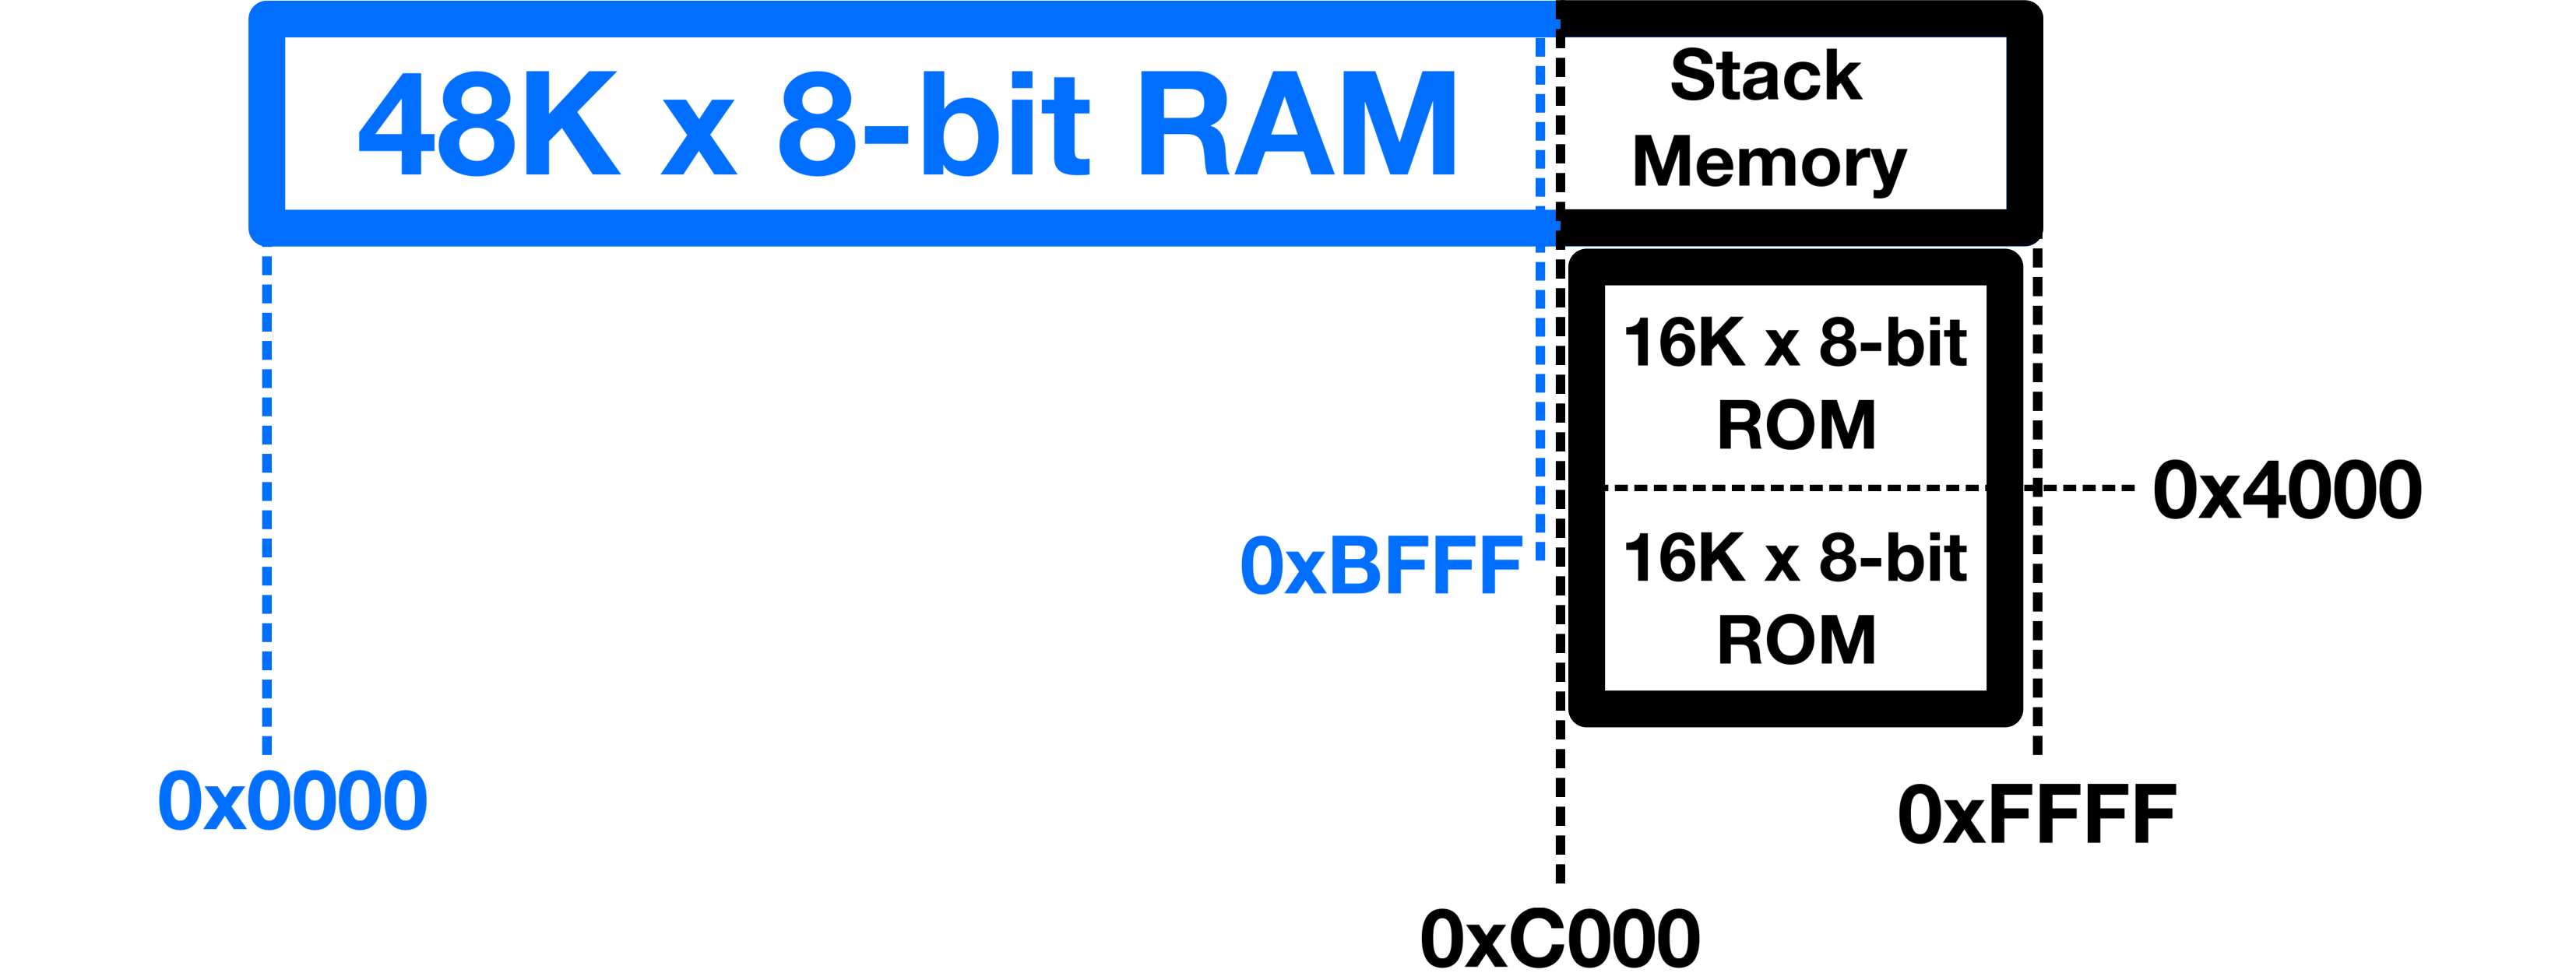 48K x 8-bit RAM
Stack
Memory
16K x 8-bit
ROM
0x4000
16K x 8-bit
ROM
0xBFFF
0x0000
0xFFFF
0xC000